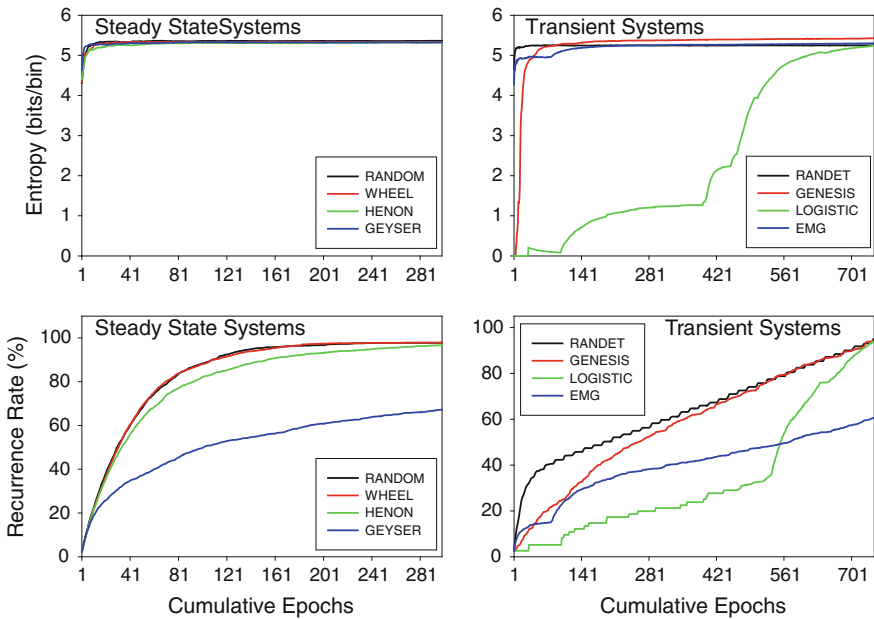 Steady StateSystems
Entropy (bits/bin)
6
5
4
3
2
1
0
RANDOM
WHEEL
HENON
GEYSER
1 41 81 121 161 201 241 281
Transient Systems
6
5
4
3
2
1
0
RANDET
GENESIS
LOGISTIC
EMG
1 141 281 421 561 701
Steady State Systems
Recurrence Rate (%)
100
80
60
40
20
0
RANDOM
WHEEL
HENON
GEYSER
1 41 81 121 161 201 241 281
Cumulative Epochs
Transient Systems
100
80
60
40
20
0
RANDET
GENESIS
LOGISTIC
EMG
1 141 281 421 561 701
Cumulative Epochs